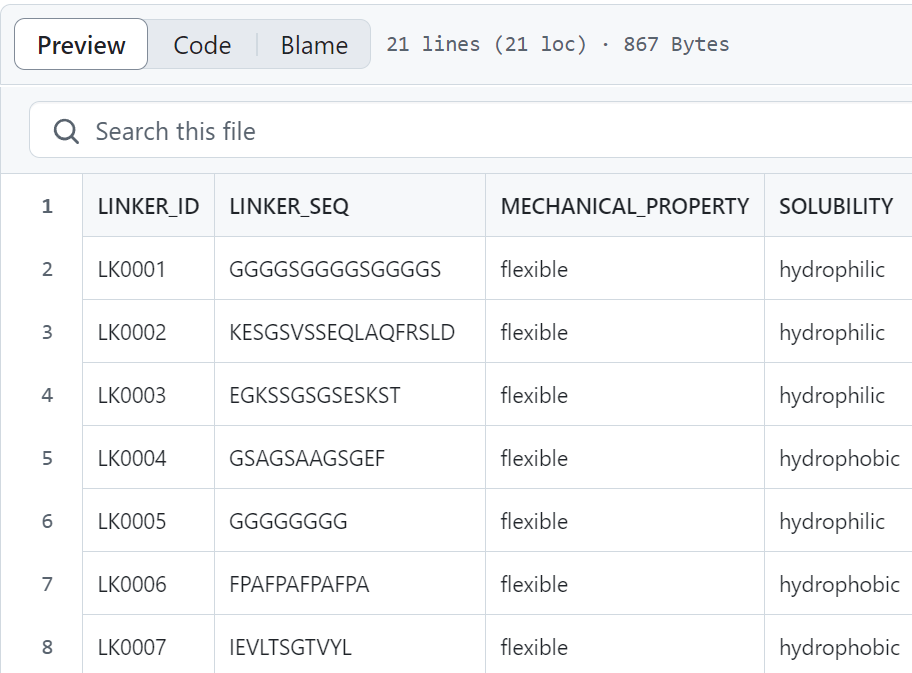 Preview Code Blame 21 lines (21 loc) · 867 Bytes
Search this file
1 LINKER_ID LINKER_SEQ MECHANICAL_PROPERTY SOLUBILITY
2 LK0001 GGGGSGGGGSGGGGS flexible hydrophilic
3 LK0002 KESGSVSSEQLAQFRSLD flexible hydrophilic
4 LK0003 EGKSSGSGSESKST flexible hydrophilic
5 LK0004 GSAGSAAGSGEF flexible hydrophobic
6 LK0005 GGGGGGGG flexible hydrophilic
7 LK0006 FPAFPAFPAFPA flexible hydrophobic
8 LK0007 IEVLTSGTVYL flexible hydrophobic